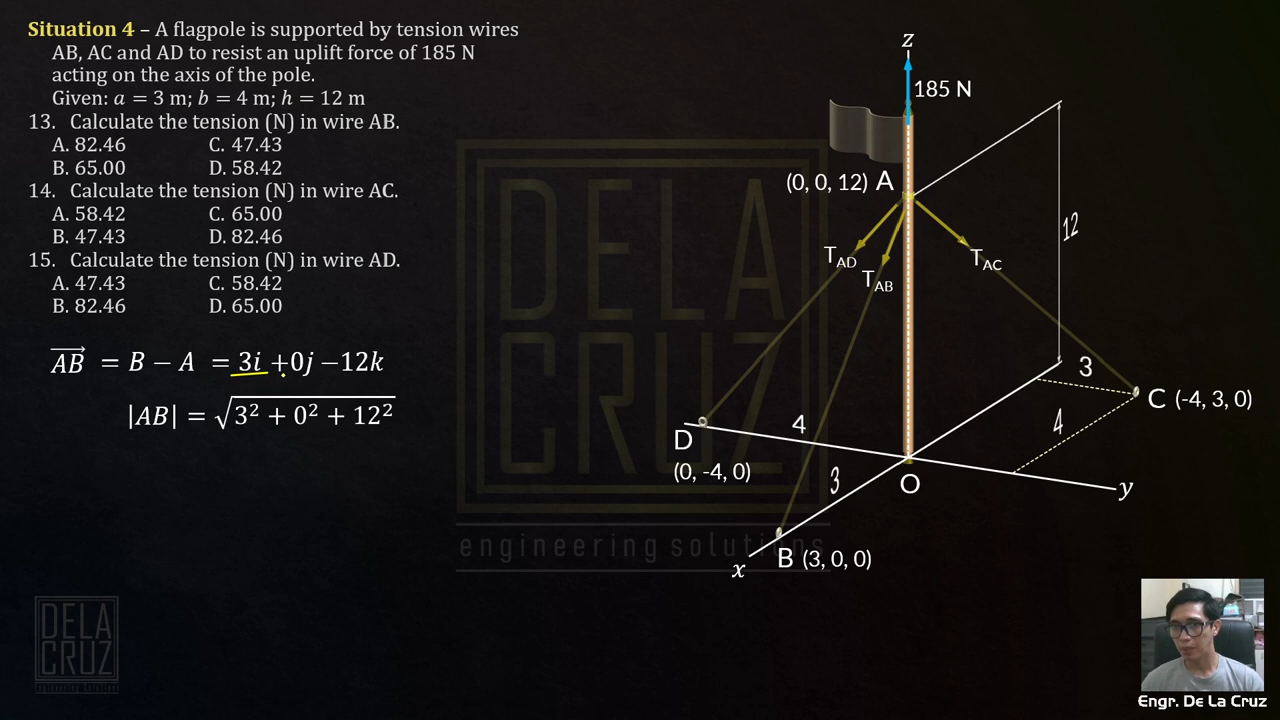 Situation 4 – A flagpole is supported by tension wires
AB, AC and AD to resist an uplift force of 185 N
acting on the axis of the pole.
Given: a = 3 m; b = 4 m; h = 12 m
13. Calculate the tension (N) in wire AB.
A. 82.46 C. 47.43
B. 65.00 D. 58.42
14. Calculate the tension (N) in wire AC.
A. 58.42 C. 65.00
B. 47.43 D. 82.46
15. Calculate the tension (N) in wire AD.
A. 47.43 C. 58.42
B. 82.46 D. 65.00
$\overrightarrow{AB}$ = B − A = 3i +0j −12k
|AB| = √(3² + 0² + 12²)
z
185 N
(0, 0, 12) A
12
T_AD
T_AB
T_AC
3
C (-4, 3, 0)
4
4
D
(0, -4, 0)
3
O
y
B (3, 0, 0)
x
DELA
CRUZ
engineering solutions
DELA
CRUZ
Engineering Solutions
Engr. De La Cruz